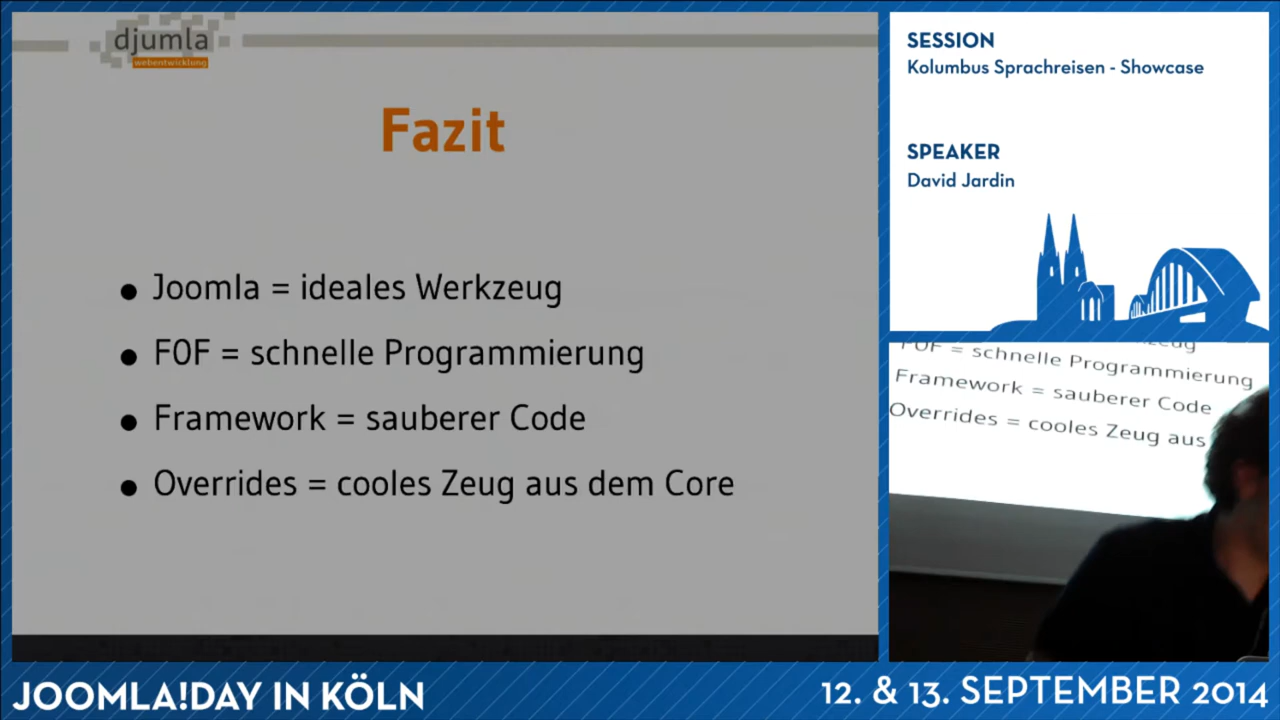 djumla
webentwicklung
Fazit
• Joomla = ideales Werkzeug
• FOF = schnelle Programmierung
• Framework = sauberer Code
• Overrides = cooles Zeug aus dem Core
SESSION
Kolumbus Sprachreisen - Showcase
SPEAKER
David Jardin
FOF = schnelle Programmierung
Framework = sauberer Code
Overrides = cooles Zeug aus
JOOMLA!DAY IN KÖLN
12. & 13. SEPTEMBER 2014